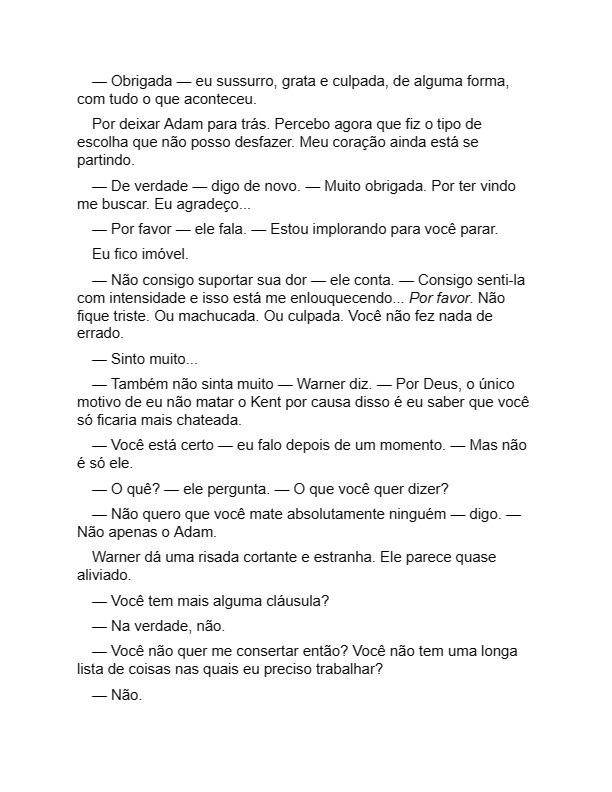 — Obrigada — eu sussurro, grata e culpada, de alguma forma,
com tudo o que aconteceu.
Por deixar Adam para trás. Percebo agora que fiz o tipo de
escolha que não posso desfazer. Meu coração ainda está se
partindo.
— De verdade — digo de novo. — Muito obrigada. Por ter vindo
me buscar. Eu agradeço...
— Por favor — ele fala. — Estou implorando para você parar.
Eu fico imóvel.
— Não consigo suportar sua dor — ele conta. — Consigo senti-la
com intensidade e isso está me enlouquecendo... Por favor. Não
fique triste. Ou machucada. Ou culpada. Você não fez nada de
errado.
— Sinto muito...
— Também não sinta muito — Warner diz. — Por Deus, o único
motivo de eu não matar o Kent por causa disso é eu saber que você
só ficaria mais chateada.
— Você está certo — eu falo depois de um momento. — Mas não
é só ele.
— O quê? — ele pergunta. — O que você quer dizer?
— Não quero que você mate absolutamente ninguém — digo. —
Não apenas o Adam.
Warner dá uma risada cortante e estranha. Ele parece quase
aliviado.
— Você tem mais alguma cláusula?
— Na verdade, não.
— Você não quer me consertar então? Você não tem uma longa
lista de coisas nas quais eu preciso trabalhar?
— Não.